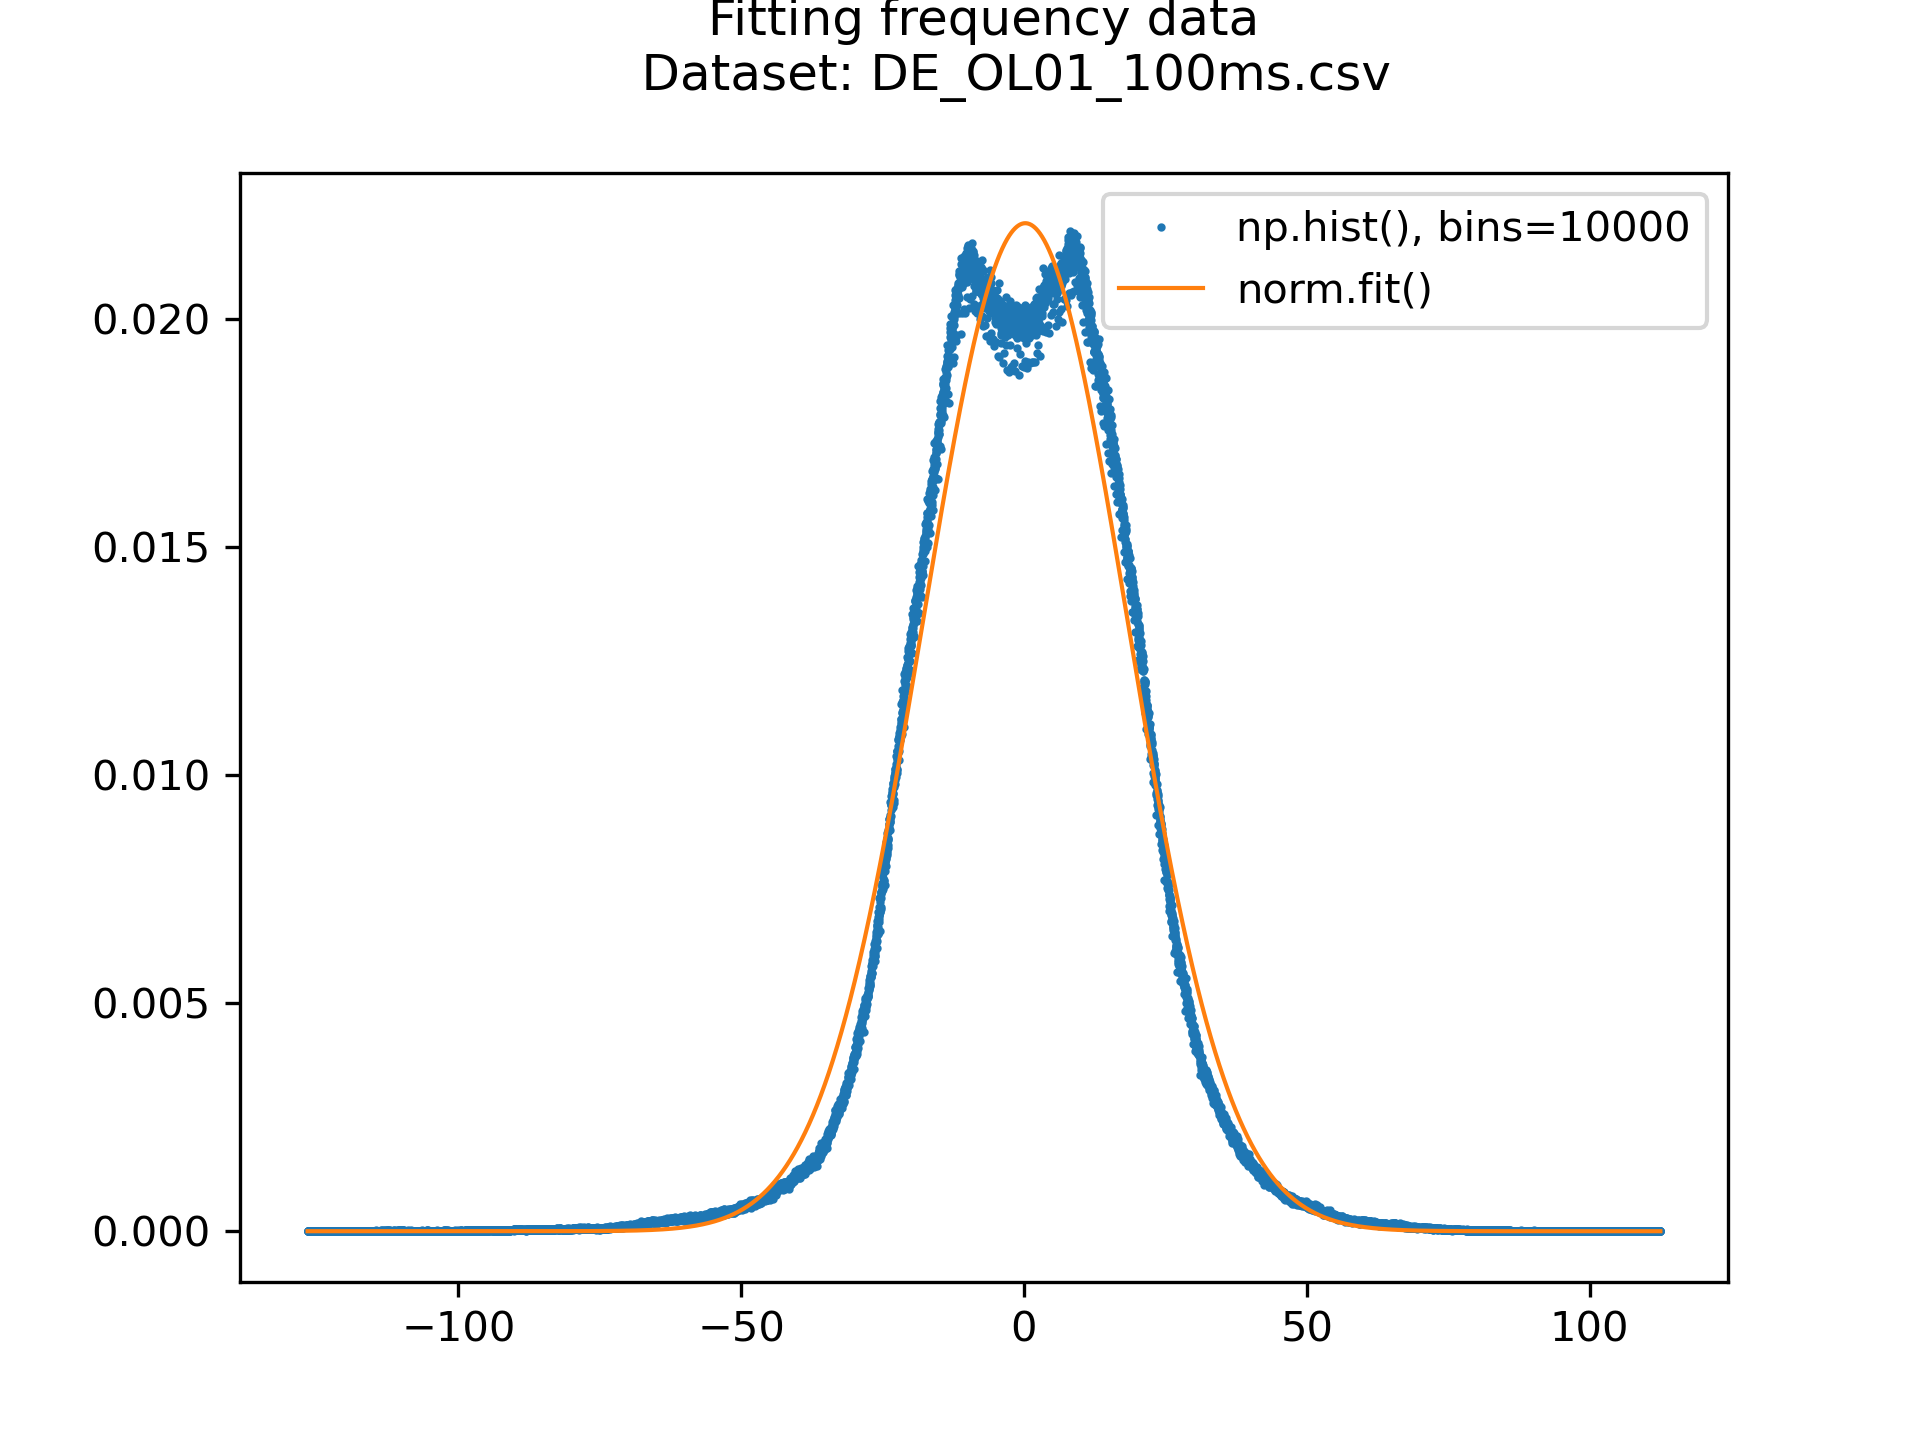 Fitting frequency data
Dataset: DE_OL01_100ms.csv
np.hist(), bins=10000
norm.fit()
0.020
0.015
0.010
0.005
0.000
−100
−50
0
50
100